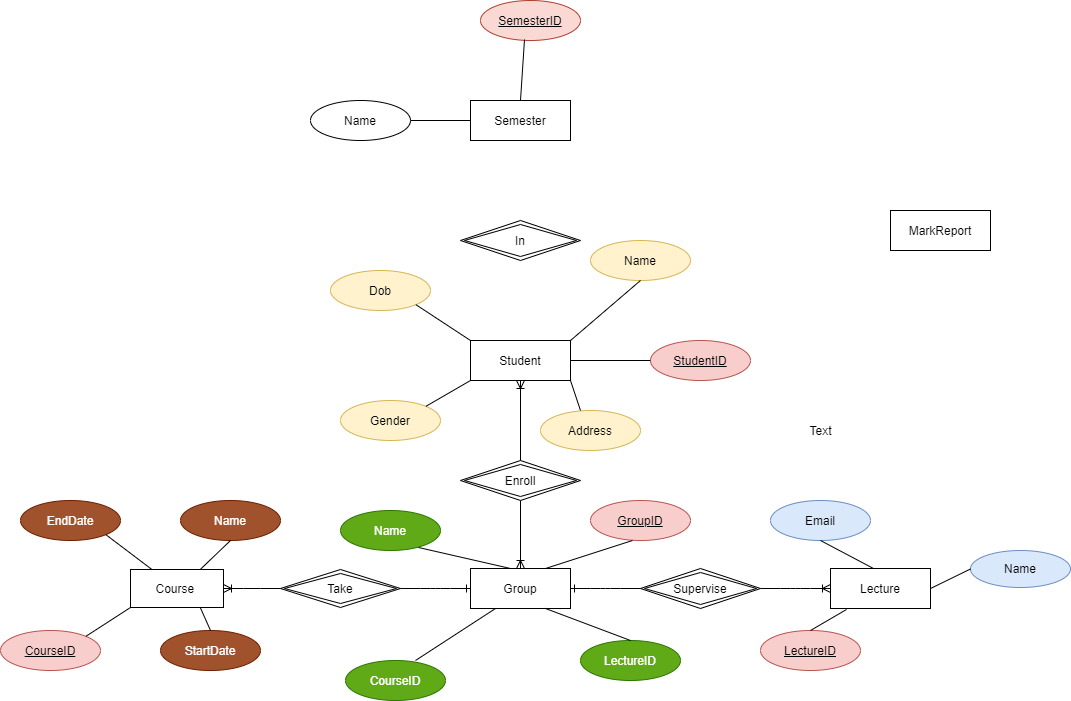 SemesterID
Name
Semester
MarkReport
In
Name
Dob
Student
StudentID
Gender
Address
Text
Enroll
EndDate
Name
Name
GroupID
Email
Name
Course
Take
Group
Supervise
Lecture
CourseID
StartDate
CourseID
LectureID
LectureID